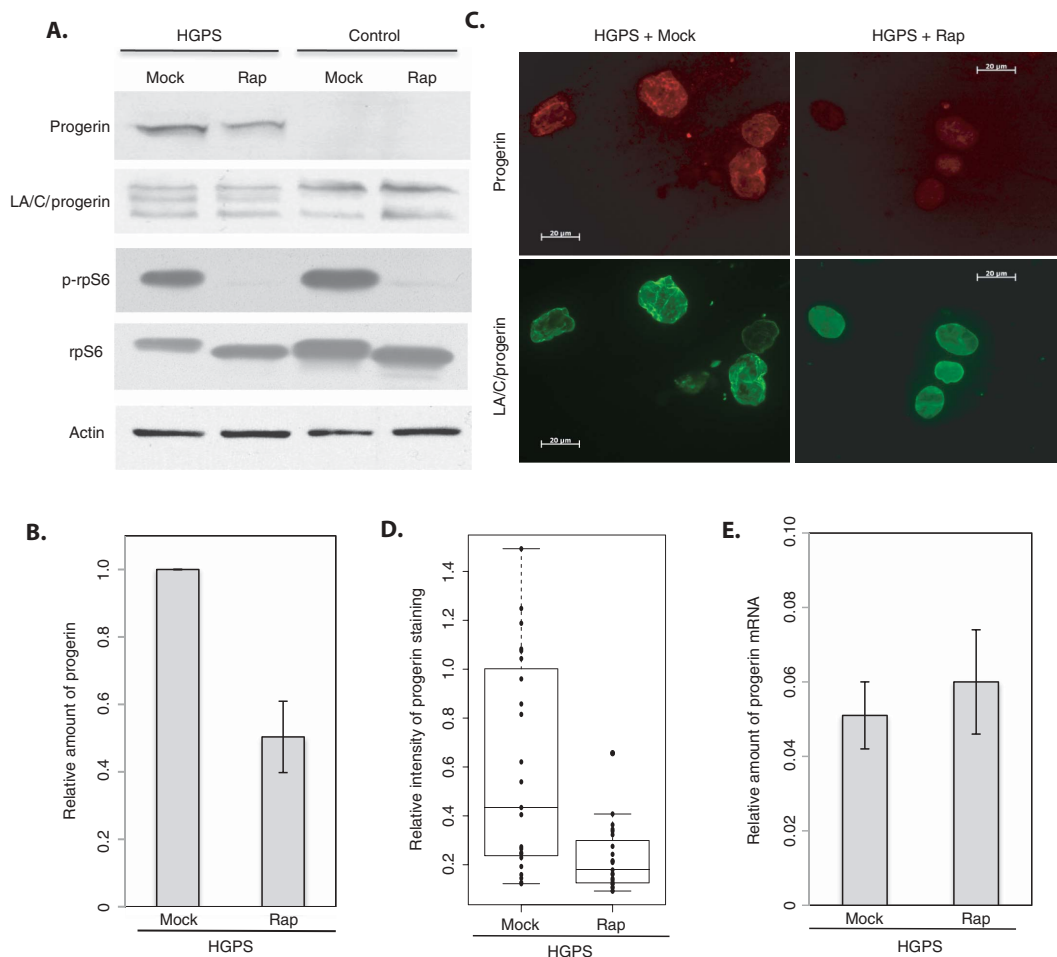 A.
HGPS Control
Mock Rap Mock Rap
Progerin
LA/C/progerin
p-rpS6
rpS6
Actin
C.
HGPS + Mock HGPS + Rap
Progerin
20 µm
20 µm
LA/C/progerin
20 µm
20 µm
B.
Relative amount of progerin
1.0
0.8
0.6
0.4
0.2
0
Mock Rap
HGPS
D.
Relative intensity of progerin staining
1.4
1.2
1.0
0.8
0.6
0.4
0.2
Mock Rap
HGPS
E.
Relative amount of progerin mRNA
0.10
0.08
0.06
0.04
0.02
0
Mock Rap
HGPS